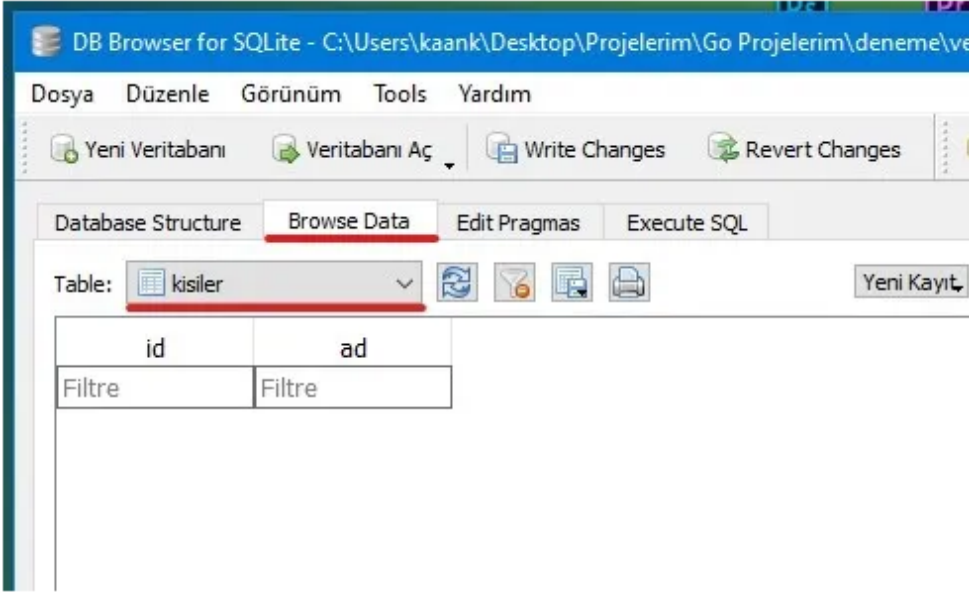 Ps Pr
DB Browser for SQLite - C:\Users\kaank\Desktop\Projelerim\Go Projelerim\deneme\ve
Dosya Düzenle Görünüm Tools Yardım
Yeni Veritabanı Veritabanı Aç Write Changes Revert Changes
Database Structure Browse Data Edit Pragmas Execute SQL
Table: kisiler Yeni Kayıt
id ad
Filtre Filtre